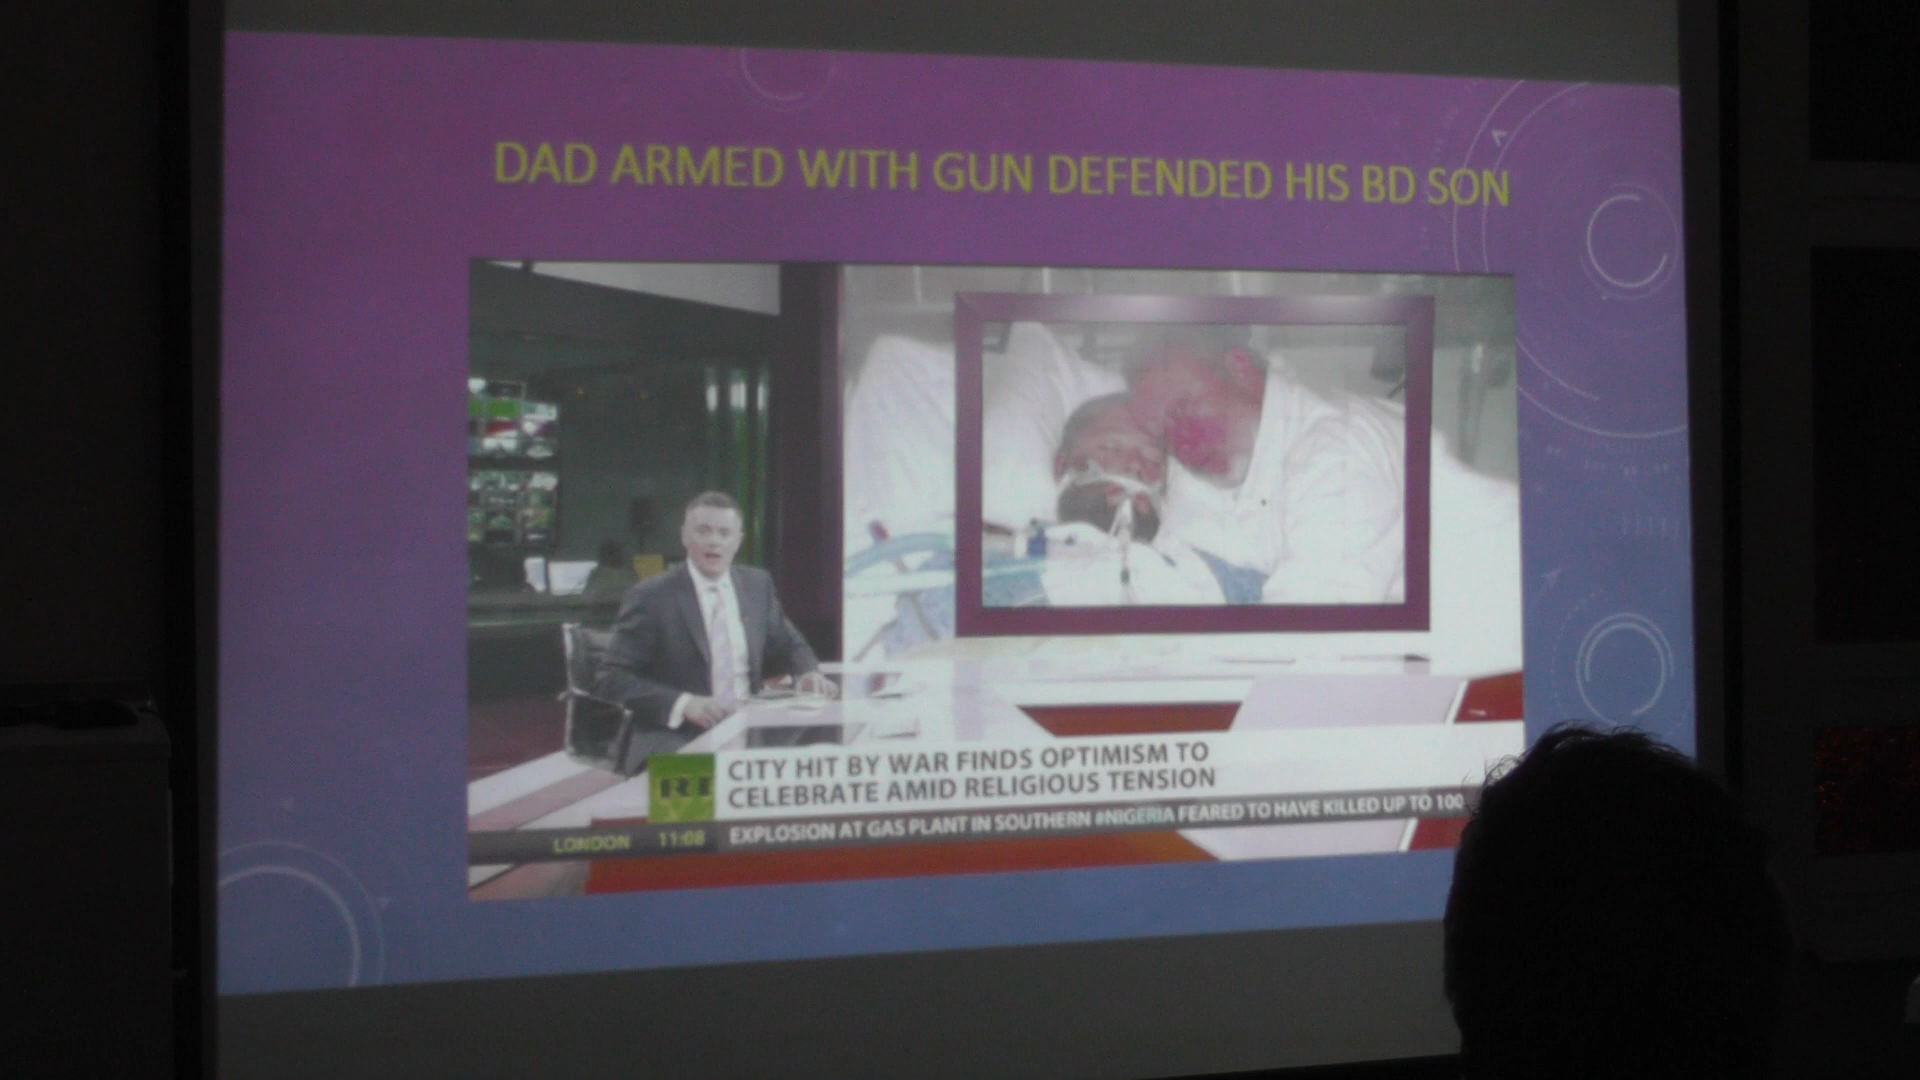 DAD ARMED WITH GUN DEFENDED HIS BD SON
RT
CITY HIT BY WAR FINDS OPTIMISM TO
CELEBRATE AMID RELIGIOUS TENSION
LONDON 11:08 EXPLOSION AT GAS PLANT IN SOUTHERN #NIGERIA FEARED TO HAVE KILLED UP TO 100